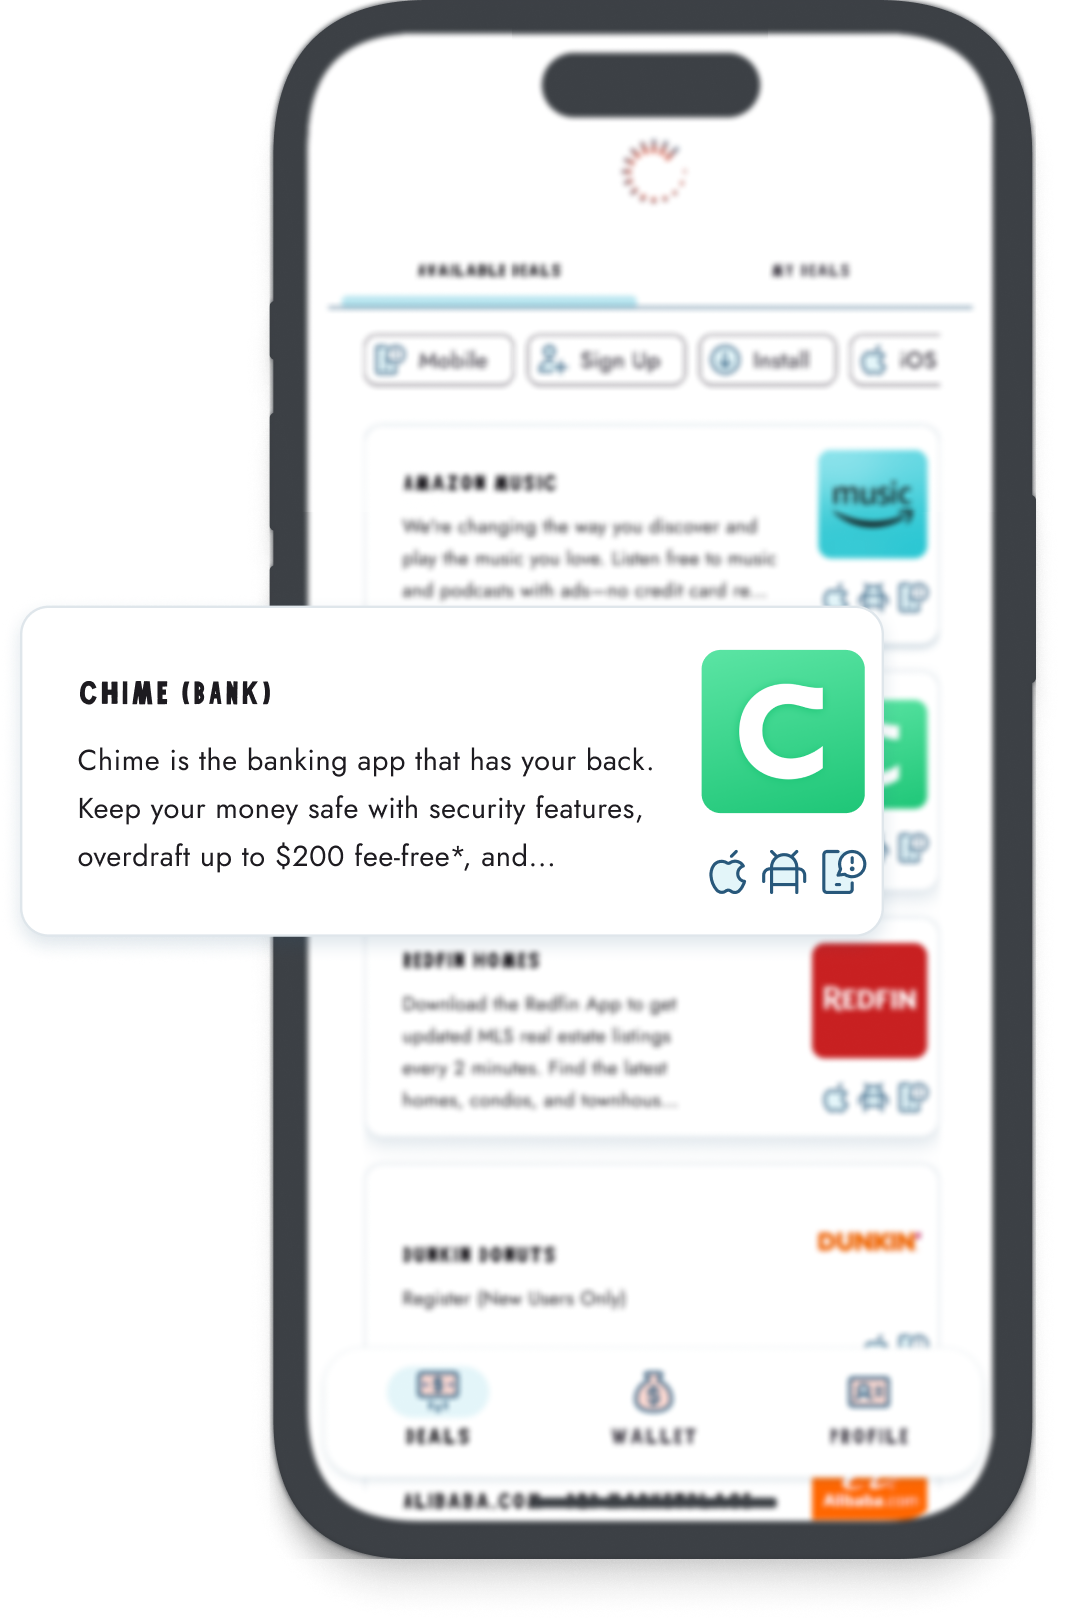 AVAILABLE DEALS
MY DEALS
Mobile
Sign Up
Install
iOS
AMAZON MUSIC
We're changing the way you discover and
play the music you love. Listen free to music
and podcasts with ads—no credit card re...
music
CHIME (BANK)
Chime is the banking app that has your back.
Keep your money safe with security features,
overdraft up to $200 fee-free*, and...
REDFIN HOMES
Download the Redfin App to get
updated MLS real estate listings
every 2 minutes. Find the latest
homes, condos, and townhous...
REDFIN
DUNKIN DONUTS
Register (New Users Only)
DUNKIN'
DEALS
WALLET
PROFILE
ALIBABA.COM
Alibaba.com